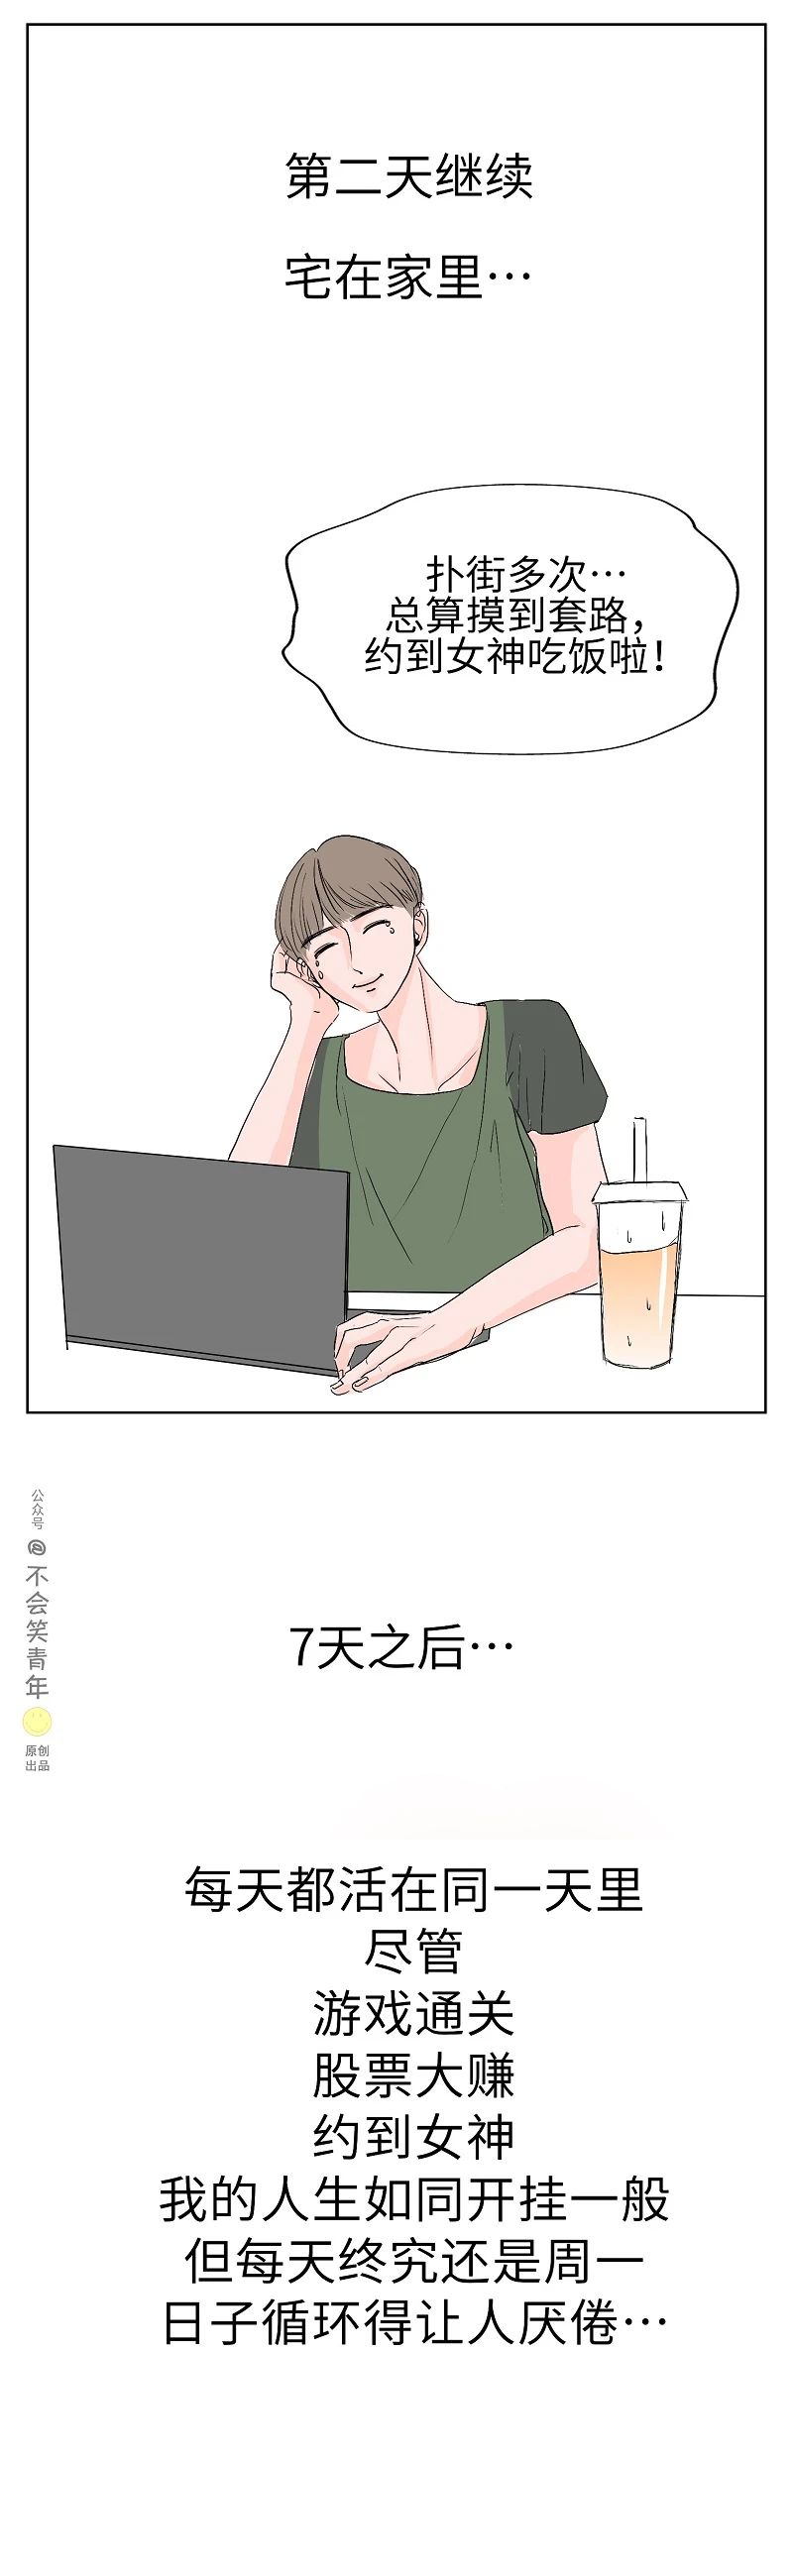 第二天继续
宅在家里…
扑街多次…
总算摸到套路，
约到女神吃饭啦！
公众号
@不会笑青年
原创
出品
7天之后…
每天都活在同一天里
尽管
游戏通关
股票大赚
约到女神
我的人生如同开挂一般
但每天终究还是周一
日子循环得让人厌倦…